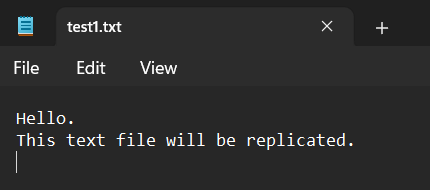 test1.txt
File Edit View
Hello.
This text file will be replicated.